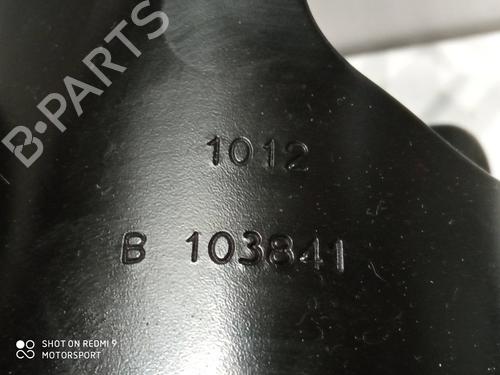 B-PARTS
1012
B 103841
SHOT ON REDMI 9
MOTORSPORT